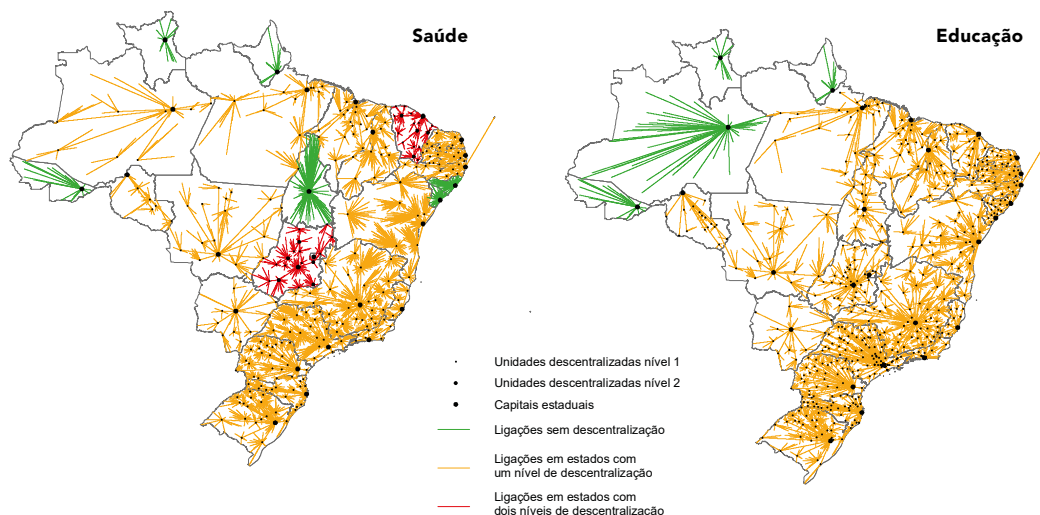 Saúde
Educação
Unidades descentralizadas nível 1
Unidades descentralizadas nível 2
Capitais estaduais
Ligações sem descentralização
Ligações em estados com
um nível de descentralização
Ligações em estados com
dois níveis de descentralização